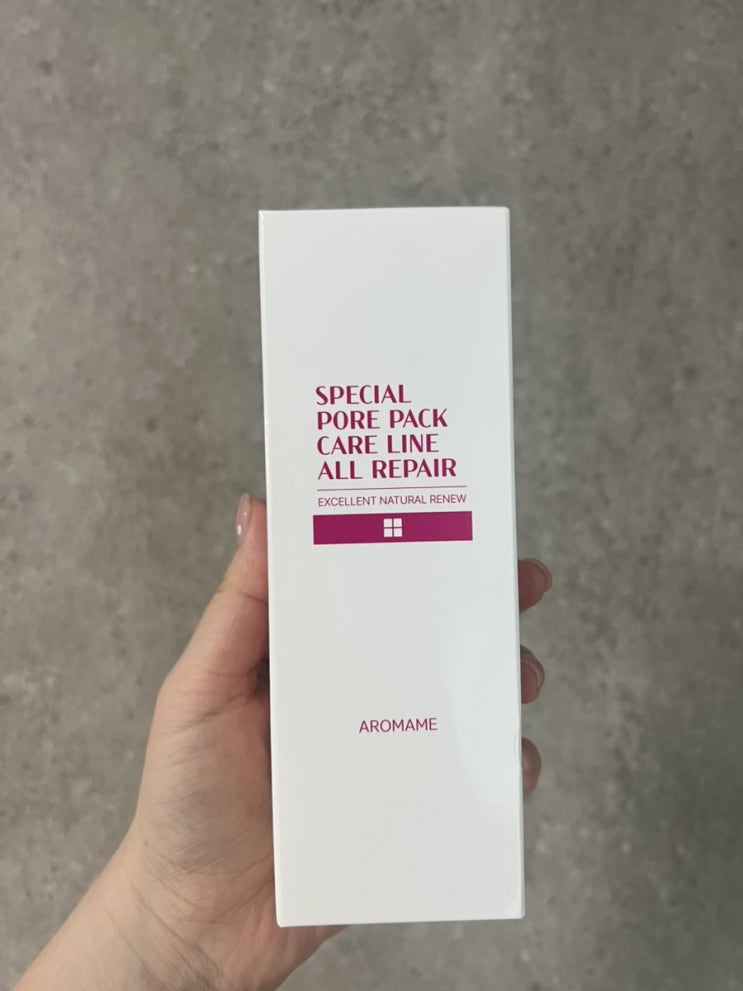 SPECIAL
PORE PACK
CARE LINE
ALL REPAIR
EXCELLENT NATURAL RENEW
AROMAME